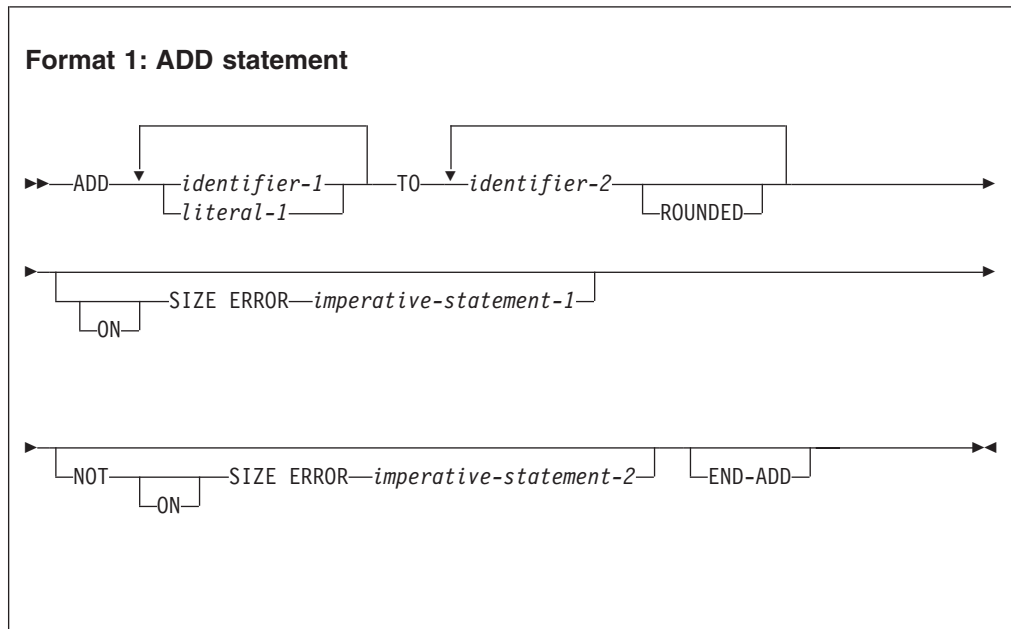 Format 1: ADD statement
ADD identifier-1 TO identifier-2
literal-1 ROUNDED
SIZE ERROR imperative-statement-1
ON
NOT SIZE ERROR imperative-statement-2 END-ADD
ON